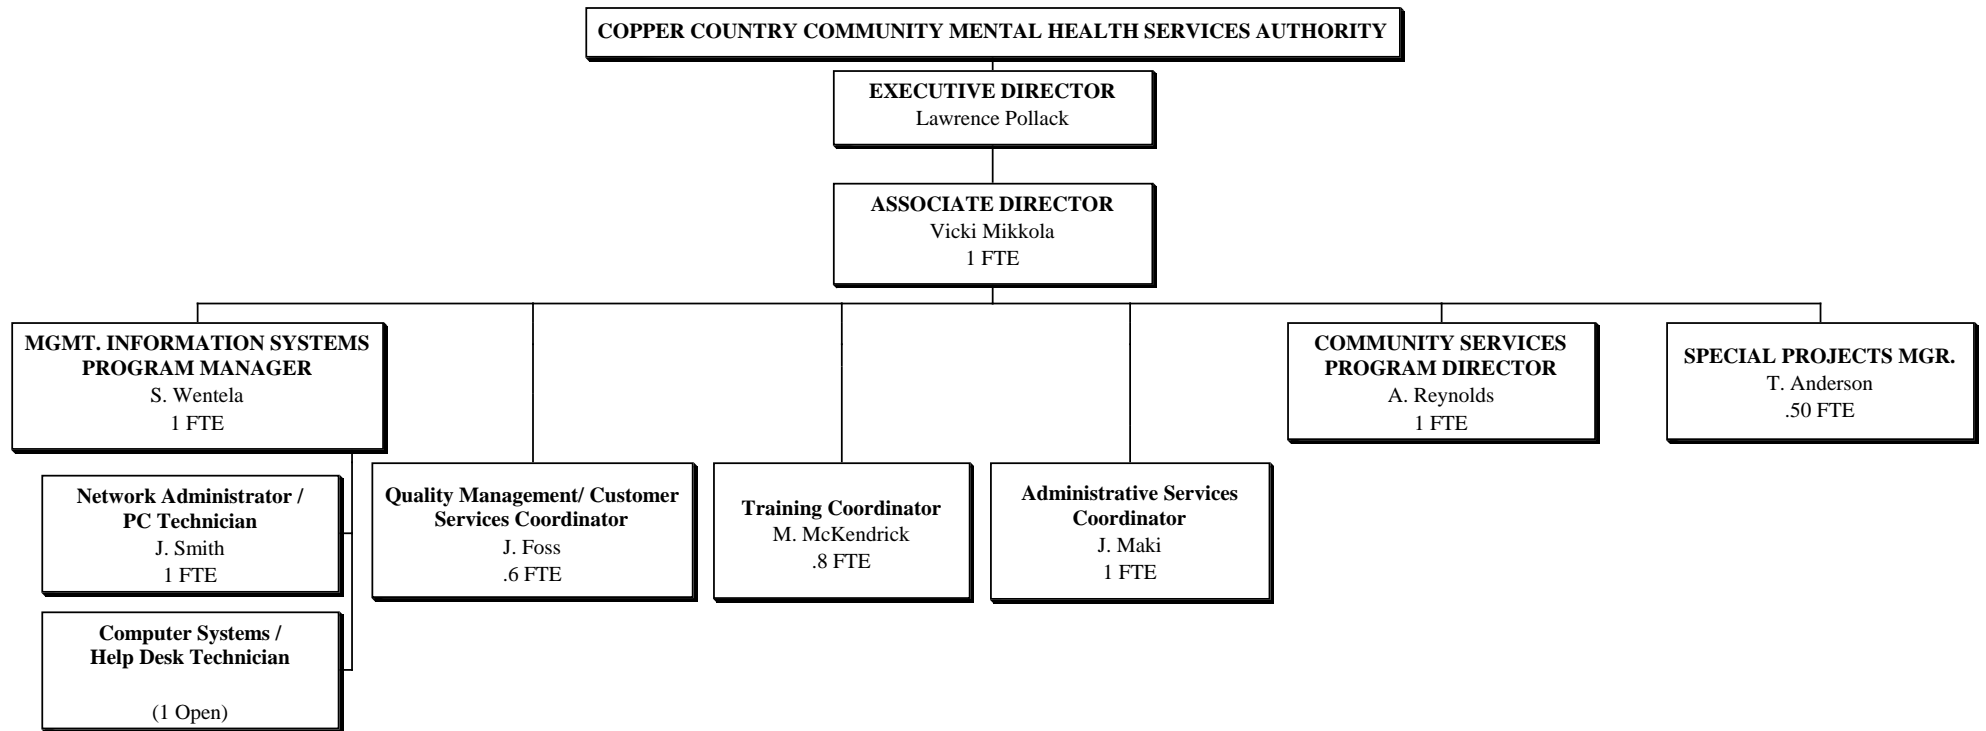 COPPER COUNTRY COMMUNITY MENTAL HEALTH SERVICES AUTHORITY
EXECUTIVE DIRECTOR
Lawrence Pollack
ASSOCIATE DIRECTOR
Vicki Mikkola
1 FTE
MGMT. INFORMATION SYSTEMS
PROGRAM MANAGER
S. Wentela
1 FTE
COMMUNITY SERVICES
PROGRAM DIRECTOR
A. Reynolds
1 FTE
SPECIAL PROJECTS MGR.
T. Anderson
.50 FTE
Network Administrator /
PC Technician
J. Smith
1 FTE
Quality Management/ Customer
Services Coordinator
J. Foss
.6 FTE
Training Coordinator
M. McKendrick
.8 FTE
Administrative Services
Coordinator
J. Maki
1 FTE
Computer Systems /
Help Desk Technician
(1 Open)